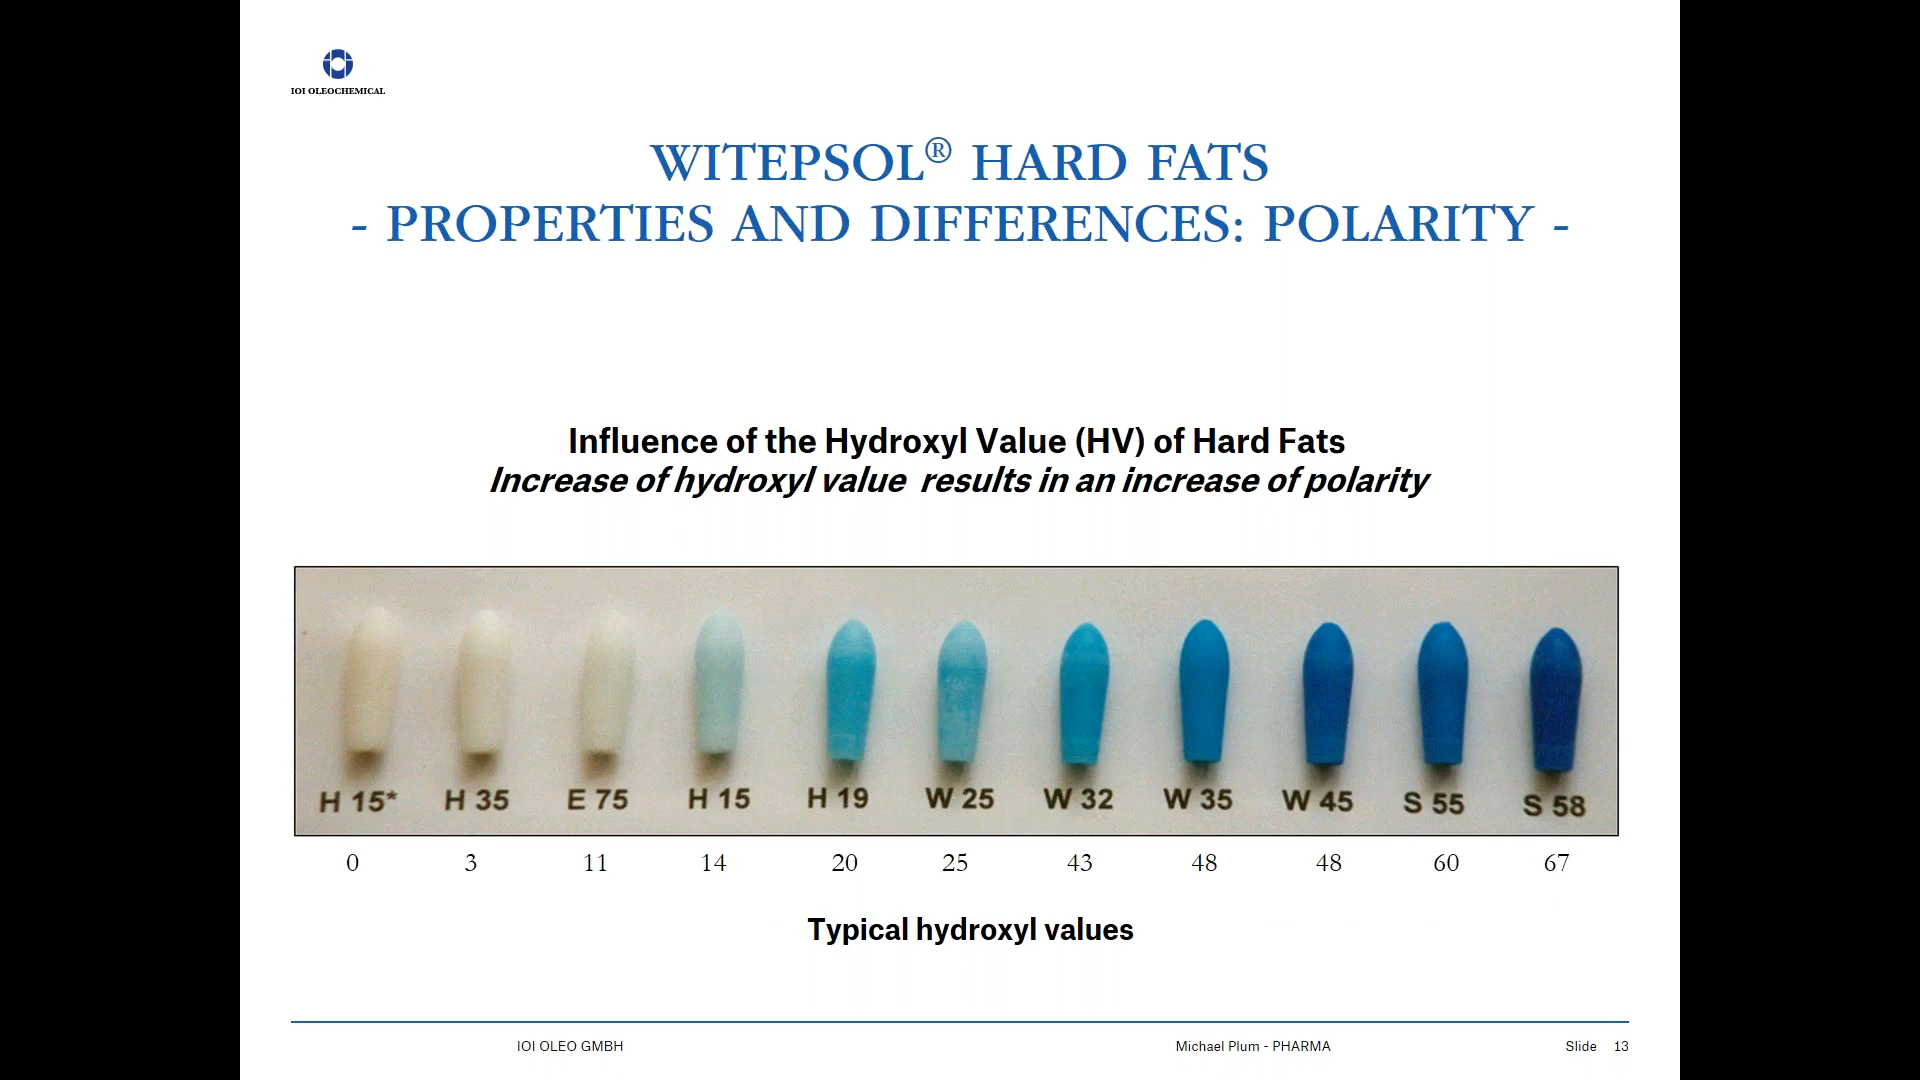 IOI OLEOCHEMICAL
WITEPSOL® HARD FATS
- PROPERTIES AND DIFFERENCES: POLARITY -
Influence of the Hydroxyl Value (HV) of Hard Fats
Increase of hydroxyl value results in an increase of polarity
H 15* H 35 E 75 H 15 H 19 W 25 W 32 W 35 W 45 S 55 S 58
0 3 11 14 20 25 43 48 48 60 67
Typical hydroxyl values
IOI OLEO GMBH Michael Plum - PHARMA Slide 13